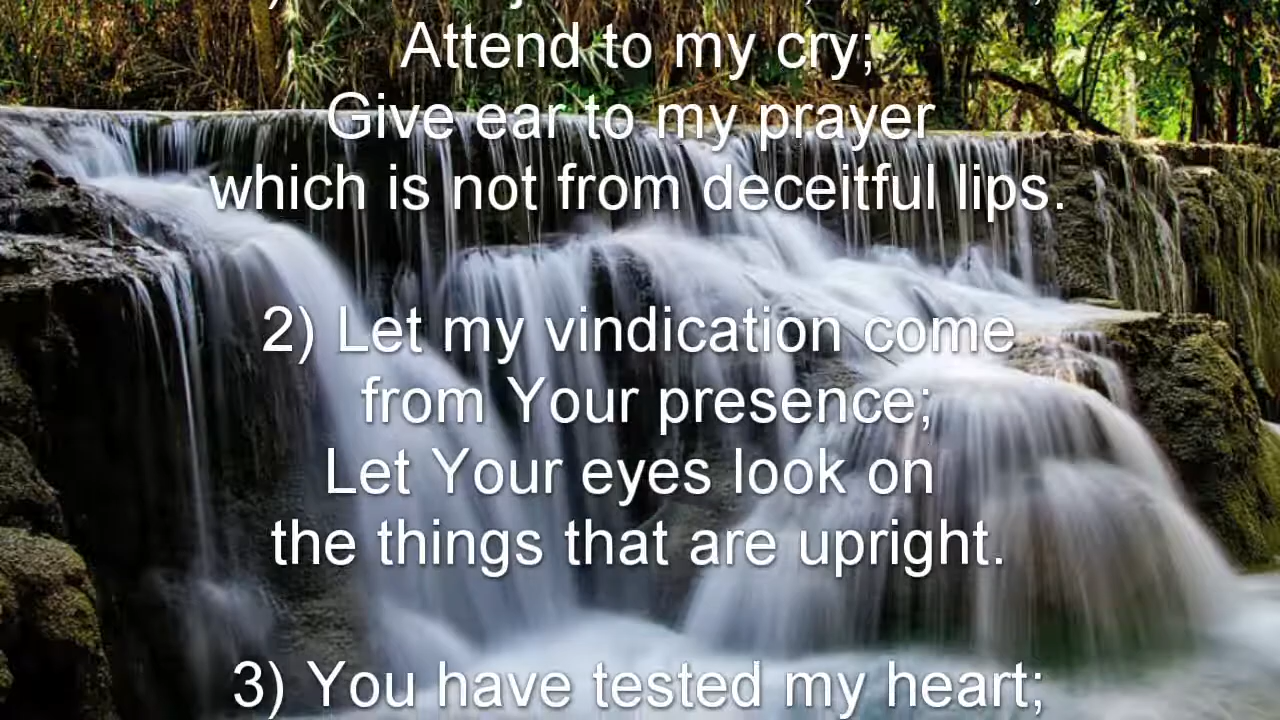 Attend to my cry;
Give ear to my prayer
which is not from deceitful lips.
2) Let my vindication come
from Your presence;
Let Your eyes look on
the things that are upright.
3) You have tested my heart;